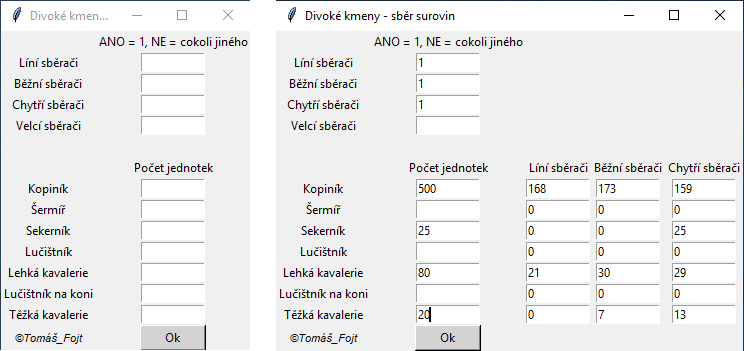 Divoké kmen...
ANO = 1, NE = cokoli jiného
Líní sběrači
Běžní sběrači
Chytří sběrači
Velcí sběrači
Počet jednotek
Kopiník
Šermíř
Sekerník
Lučištník
Lehká kavalerie
Lučištník na koni
Těžká kavalerie
©Tomáš_Fojt Ok
Divoké kmeny - sběr surovin
ANO = 1, NE = cokoli jiného
Líní sběrači 1
Běžní sběrači 1
Chytří sběrači 1
Velcí sběrači
Počet jednotek Líní sběrači Běžní sběrači Chytří sběrači
Kopiník 500 168 173 159
Šermíř 0 0 0
Sekerník 25 0 0 25
Lučištník 0 0 0
Lehká kavalerie 80 21 30 29
Lučištník na koni 0 0 0
Těžká kavalerie 20 0 7 13
©Tomáš_Fojt Ok